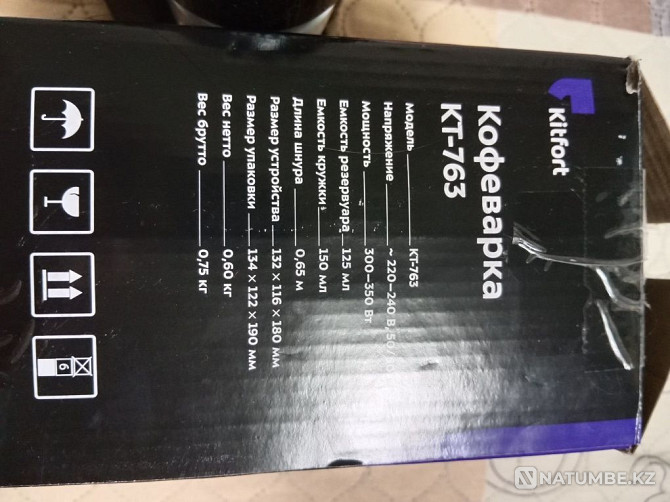 Kitfort
Кофеварка
КТ-763
Модель КТ-763
Напряжение ~ 220–240 В/50/
Мощность 300–350 Вт
Емкость резервуара 125 мл
Емкость кружки 150 мл
Длина шнура 0,65 м
Размер устройства 132 × 116 × 180 мм
Размер упаковки 134 × 122 × 190 мм
Вес нетто 0,60 кг
Вес брутто 0,75 кг
6
NATUMBE.KZ